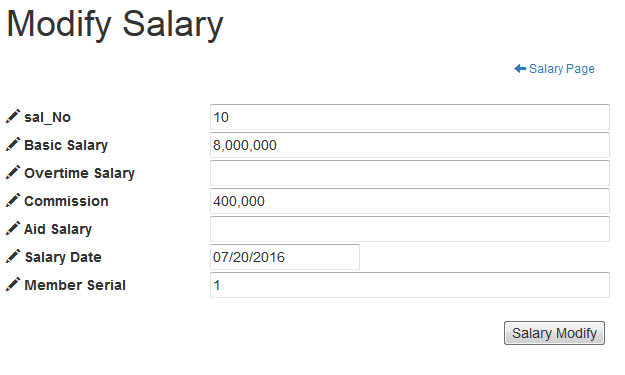 Modify Salary
Salary Page
sal_No 10
Basic Salary 8,000,000
Overtime Salary
Commission 400,000
Aid Salary
Salary Date 07/20/2016
Member Serial 1
Salary Modify